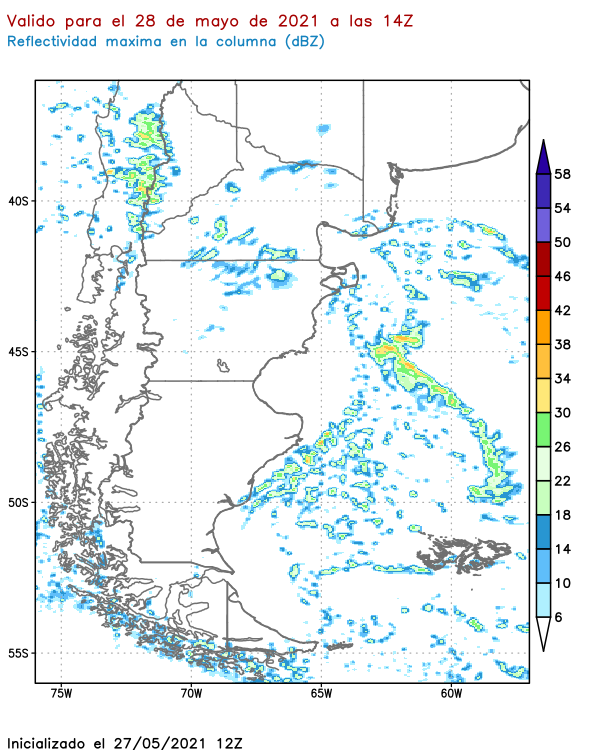 Valido para el 28 de mayo de 2021 a las 14Z
Reflectividad maxima en la columna (dBZ)
58
54
50
46
42
38
34
30
26
22
18
14
10
6
40S
45S
50S
55S
75W
70W
65W
60W
Inicializado el 27/05/2021 12Z